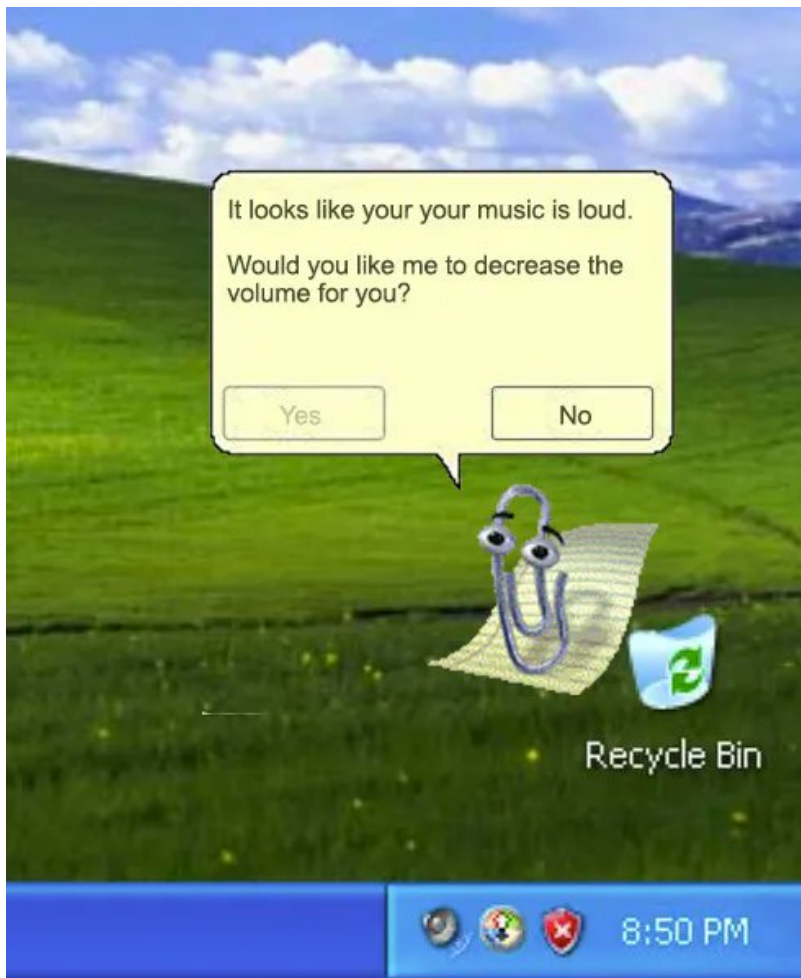 It looks like your your music is loud.
Would you like me to decrease the
volume for you?
Yes
No
Recycle Bin
8:50 PM